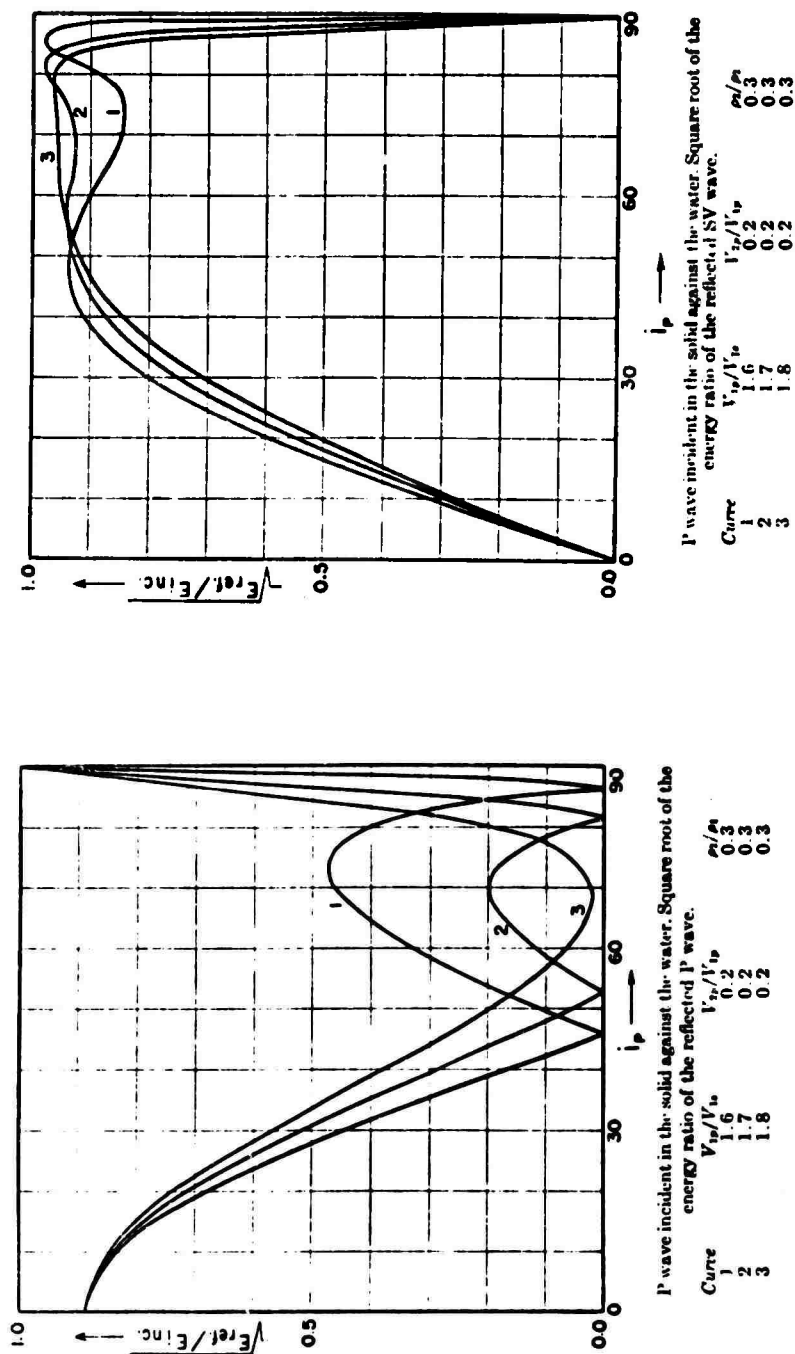 1.0
√E ref./E inc.
0.5
0.0
0
30
60
90
i_p
1
2
3
P wave incident in the solid against the water. Square root of the
energy ratio of the reflected P wave.
Curve V₁ₚ/V₁ₛ V₂ₚ/V₁ₚ ρ₂/ρ₁
1 1.6 0.2 0.3
2 1.7 0.2 0.3
3 1.8 0.2 0.3
1.0
√E ref./E inc.
0.5
0.0
0
30
60
90
i_p
3
2
1
P wave incident in the solid against the water. Square root of the
energy ratio of the reflected SV wave.
Curve V₁ₚ/V₁ₛ V₂ₚ/V₁ₚ ρ₂/ρ₁
1 1.6 0.2 0.3
2 1.7 0.2 0.3
3 1.8 0.2 0.3